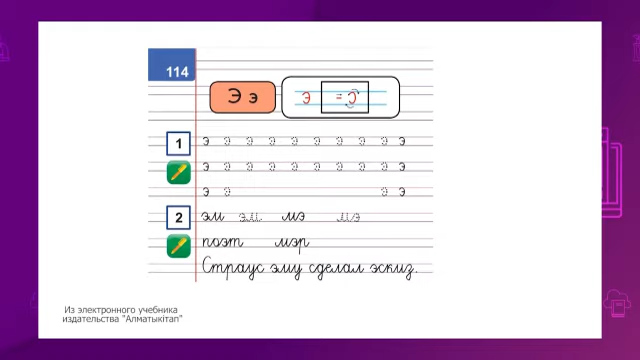 114
Э э
э = э
1 э э э э э э э э э э
э э э э э э э э э э
э э э э
2 эм эм мэ мэ
поэт мэр
Страус эму сделал эскиз.
Из электронного учебника
издательства "Алматыкітап"